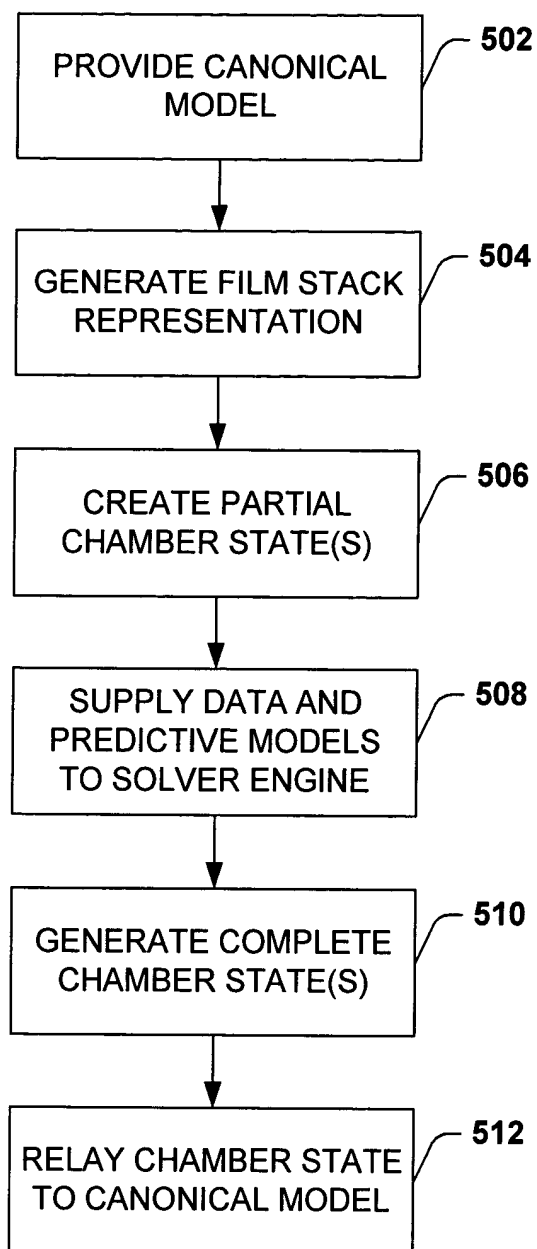 502
PROVIDE CANONICAL
MODEL
504
GENERATE FILM STACK
REPRESENTATION
506
CREATE PARTIAL
CHAMBER STATE(S)
508
SUPPLY DATA AND
PREDICTIVE MODELS
TO SOLVER ENGINE
510
GENERATE COMPLETE
CHAMBER STATE(S)
512
RELAY CHAMBER STATE
TO CANONICAL MODEL